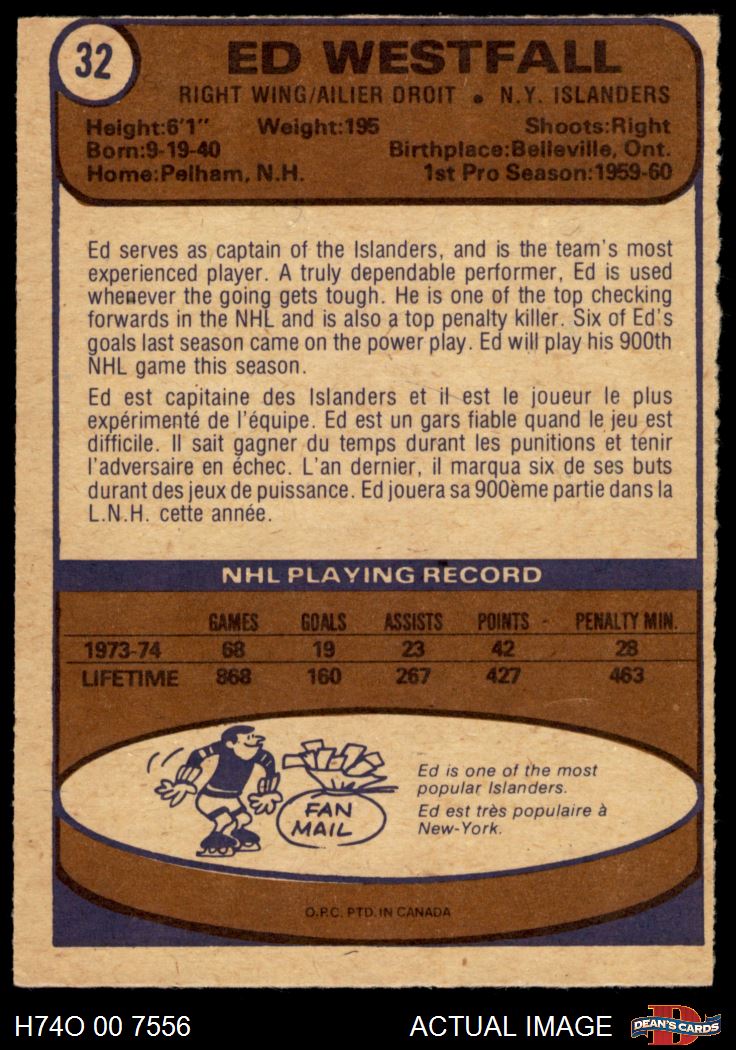 32
ED WESTFALL
RIGHT WING/AILIER DROIT • N.Y. ISLANDERS
Height:6'1" Weight:195 Shoots:Right
Born:9-19-40 Birthplace:Belleville, Ont.
Home:Pelham, N.H. 1st Pro Season:1959-60
Ed serves as captain of the Islanders, and is the team's most
experienced player. A truly dependable performer, Ed is used
whenever the going gets tough. He is one of the top checking
forwards in the NHL and is also a top penalty killer. Six of Ed's
goals last season came on the power play. Ed will play his 900th
NHL game this season.
Ed est capitaine des Islanders et il est le joueur le plus
expérimenté de l'équipe. Ed est un gars fiable quand le jeu est
difficile. Il sait gagner du temps durant les punitions et tenir
l'adversaire en échec. L'an dernier, il marqua six de ses buts
durant des jeux de puissance. Ed jouera sa 900ème partie dans la
L.N.H. cette année.
NHL PLAYING RECORD
GAMES GOALS ASSISTS POINTS PENALTY MIN.
1973-74 68 19 23 42 28
LIFETIME 868 160 267 427 463
FAN
MAIL
Ed is one of the most
popular Islanders.
Ed est très populaire à
New-York.
O.P.C. PTD. IN CANADA
H74O 00 7556 ACTUAL IMAGE DEAN'S CARDS